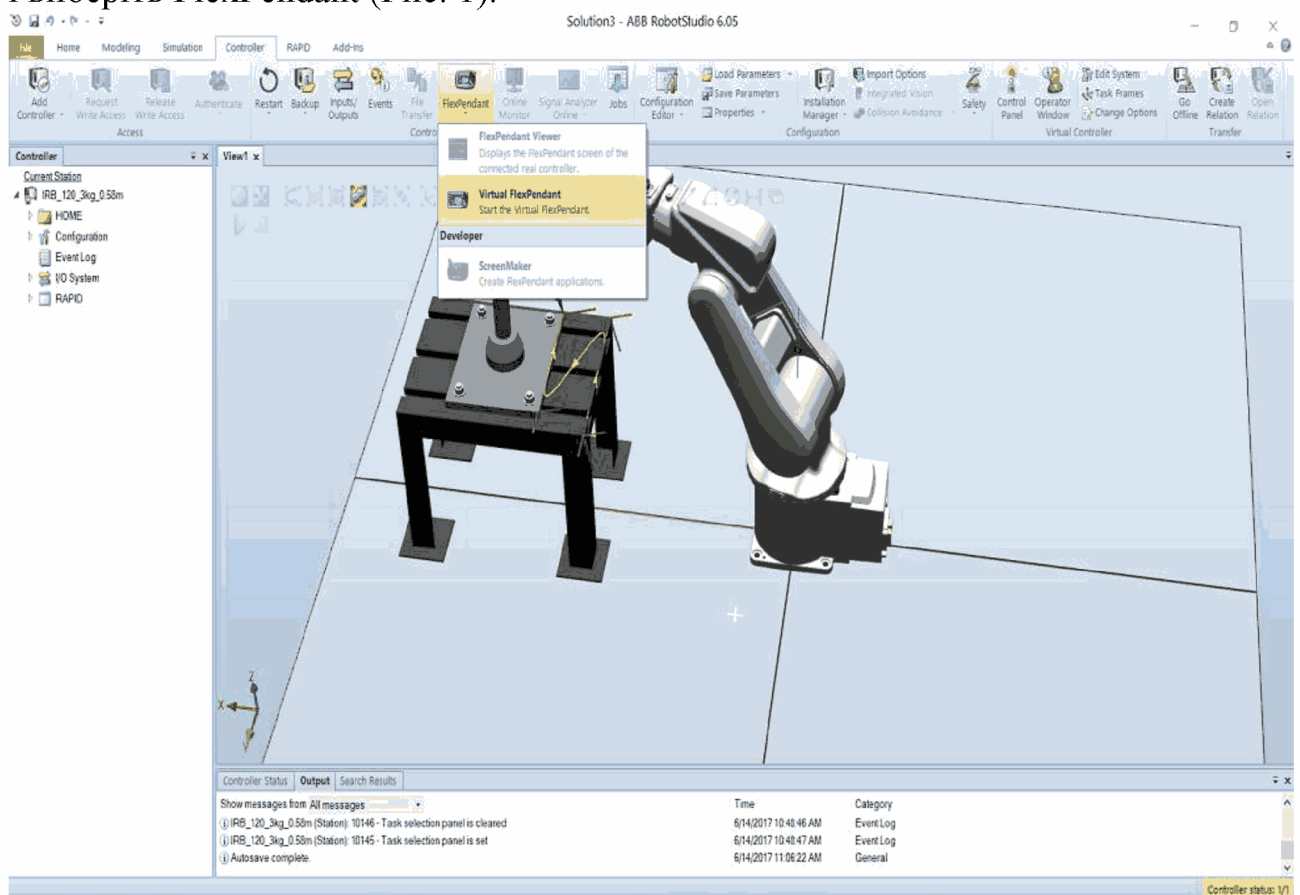 FlexPendant (Рис. 1).
Solution3 - ABB RobotStudio 6.05
File Home Modeling Simulation Controller RAPID Add-Ins
Add Controller
Request Write Access
Release Write Access
Authenticate
Access
Restart
Backup
Inputs/ Outputs
Events
File Transfer
FlexPendant
Online Monitor
Signal Analyzer Online
Jobs
Contro
Configuration Editor
Load Parameters
Save Parameters
Properties
Installation Manager
Import Options
Integrated Vision
Collision Avoidance
Configuration
Safety
Control Panel
Operator Window
Edit System
Task Frames
Change Options
Virtual Controller
Go Offline
Create Relation
Open Relation
Transfer
FlexPendant Viewer
Displays the FlexPendant screen of the
connected real controller.
Virtual FlexPendant
Start the Virtual FlexPendant.
Developer
ScreenMaker
Create FlexPendant applications.
Controller
View1
Current Station
IRB_120_3kg_0.58m
HOME
Configuration
Event Log
I/O System
RAPID
Z
X
Y
Controller Status Output Search Results
Show messages from All messages Time Category
IRB_120_3kg_0.58m (Station): 10146 - Task selection panel is cleared 6/14/2017 10:48:46 AM Event Log
IRB_120_3kg_0.58m (Station): 10145 - Task selection panel is set 6/14/2017 10:48:47 AM Event Log
Autosave complete. 6/14/2017 11:06:22 AM General
Controller status: 1/1